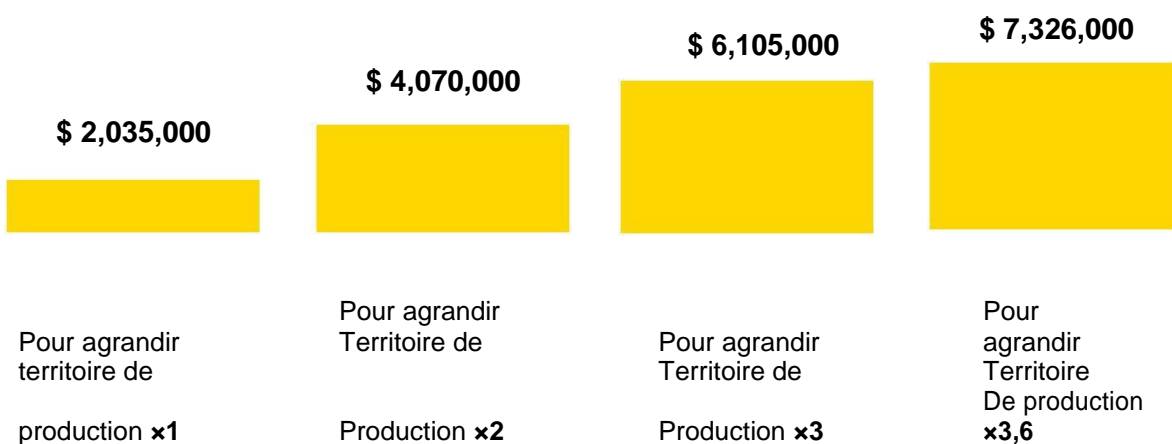 $ 2,035,000
$ 4,070,000
$ 6,105,000
$ 7,326,000
Pour agrandir
territoire de
production ×1
Pour agrandir
Territoire de
Production ×2
Pour agrandir
Territoire de
Production ×3
Pour
agrandir
Territoire
De production
×3,6